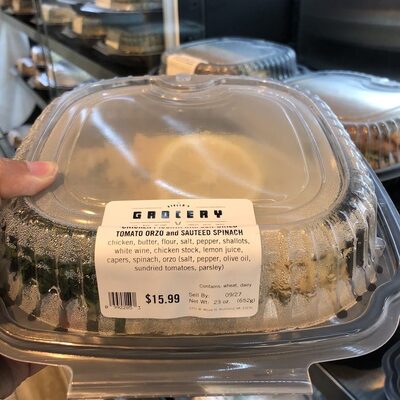 GROCERY
TOMATO ORZO and SAUTEED SPINACH
chicken, butter, flour, salt, pepper, shallots,
white wine, chicken stock, lemon juice,
capers, spinach, orzo (salt, pepper, olive oil,
sundried tomatoes, parsley)
Contains: wheat, dairy
$15.99
Sell By: 09/27
Net Wt. 23 oz. (652g)